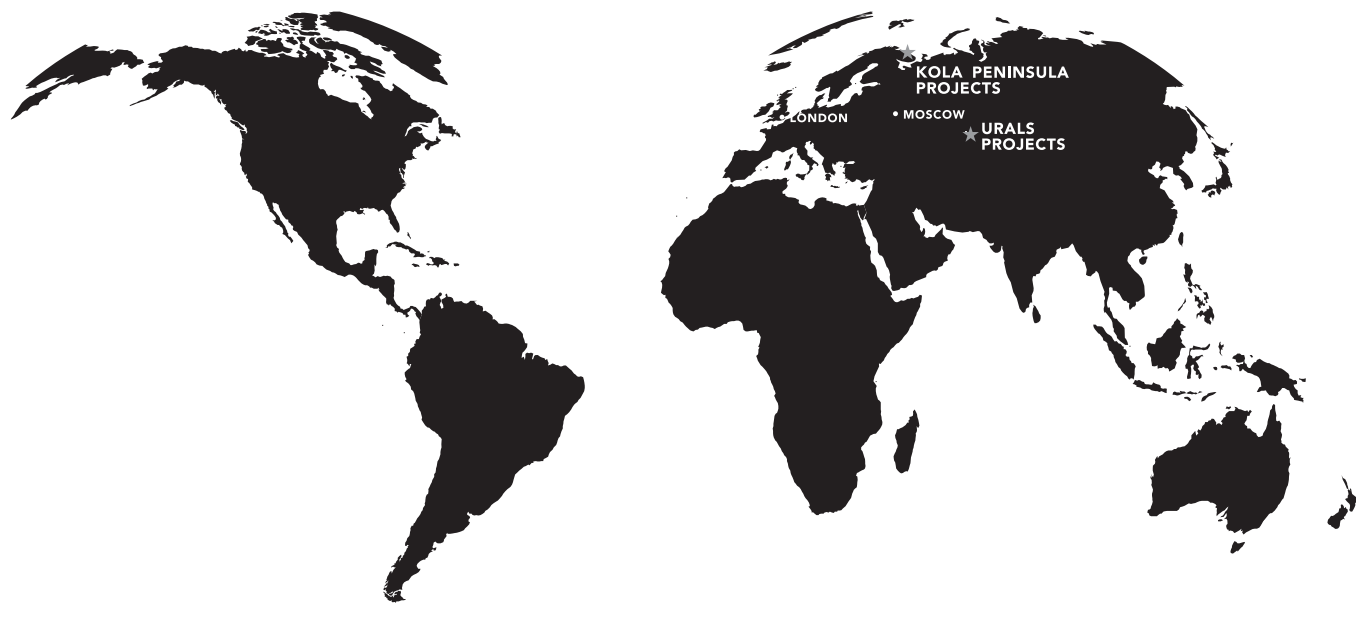 KOLA PENINSULA
PROJECTS
LONDON
MOSCOW
URALS
PROJECTS